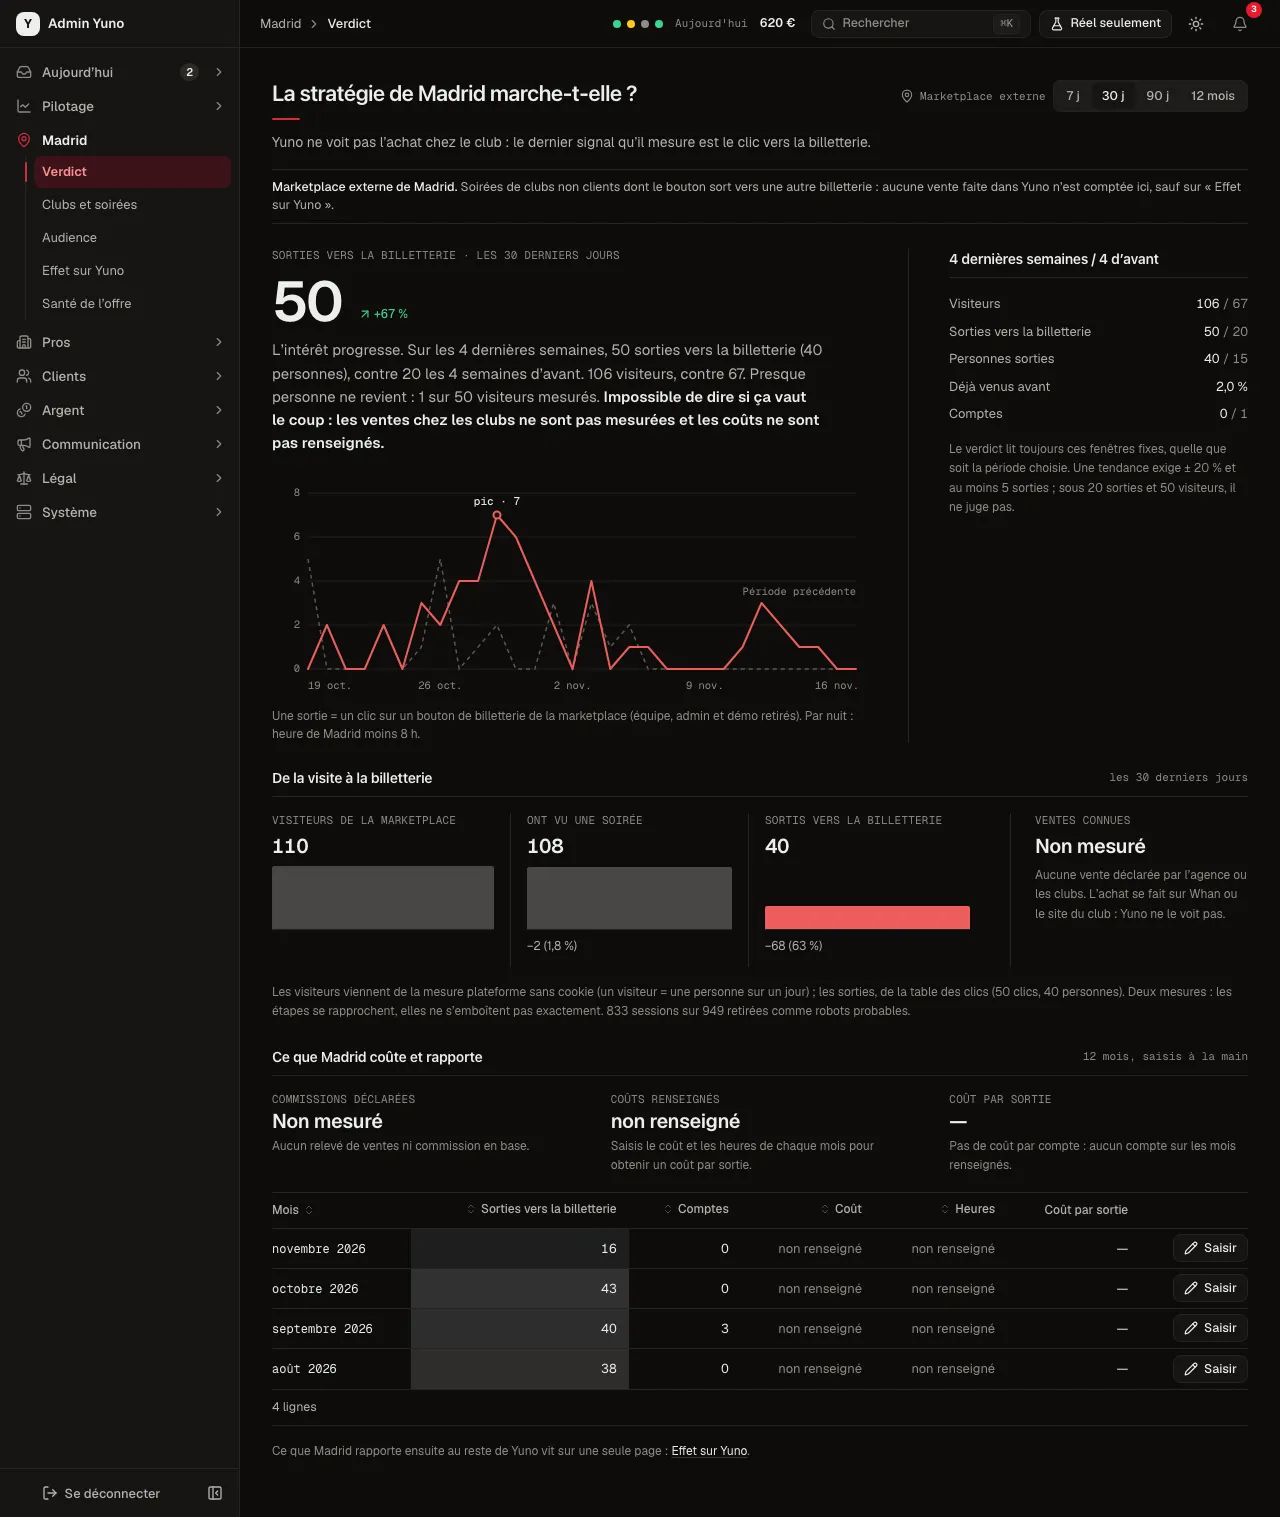 Y Admin Yuno
Madrid > Verdict
Aujourd'hui 620 €
Rechercher ⌘K
Réel seulement
3
Aujourd'hui 2
Pilotage
Madrid
Verdict
Clubs et soirées
Audience
Effet sur Yuno
Santé de l'offre
Pros
Clients
Argent
Communication
Légal
Système
Se déconnecter
La stratégie de Madrid marche-t-elle ?
Marketplace externe 7 j 30 j 90 j 12 mois
Yuno ne voit pas l'achat chez le club : le dernier signal qu'il mesure est le clic vers la billetterie.
Marketplace externe de Madrid. Soirées de clubs non clients dont le bouton sort vers une autre billetterie : aucune vente faite dans Yuno n'est comptée ici, sauf sur « Effet
sur Yuno ».
SORTIES VERS LA BILLETTERIE · LES 30 DERNIERS JOURS
50 +67 %
L'intérêt progresse. Sur les 4 dernières semaines, 50 sorties vers la billetterie (40
personnes), contre 20 les 4 semaines d'avant. 106 visiteurs, contre 67. Presque
personne ne revient : 1 sur 50 visiteurs mesurés. Impossible de dire si ça vaut
le coup : les ventes chez les clubs ne sont pas mesurées et les coûts ne sont
pas renseignés.
8
6
4
2
0
pic · 7
Période précédente
19 oct. 26 oct. 2 nov. 9 nov. 16 nov.
Une sortie = un clic sur un bouton de billetterie de la marketplace (équipe, admin et démo retirés). Par nuit :
heure de Madrid moins 8 h.
4 dernières semaines / 4 d'avant
Visiteurs 106 / 67
Sorties vers la billetterie 50 / 20
Personnes sorties 40 / 15
Déjà venus avant 2,0 %
Comptes 0 / 1
Le verdict lit toujours ces fenêtres fixes, quelle que
soit la période choisie. Une tendance exige ± 20 % et
au moins 5 sorties ; sous 20 sorties et 50 visiteurs, il
ne juge pas.
De la visite à la billetterie
les 30 derniers jours
VISITEURS DE LA MARKETPLACE
110
ONT VU UNE SOIRÉE
108
−2 (1,8 %)
SORTIS VERS LA BILLETTERIE
40
−68 (63 %)
VENTES CONNUES
Non mesuré
Aucune vente déclarée par l'agence ou
les clubs. L'achat se fait sur Whan ou
le site du club : Yuno ne le voit pas.
Les visiteurs viennent de la mesure plateforme sans cookie (un visiteur = une personne sur un jour) ; les sorties, de la table des clics (50 clics, 40 personnes). Deux mesures : les
étapes se rapprochent, elles ne s'emboîtent pas exactement. 833 sessions sur 949 retirées comme robots probables.
Ce que Madrid coûte et rapporte
12 mois, saisis à la main
COMMISSIONS DÉCLARÉES
Non mesuré
Aucun relevé de ventes ni commission en base.
COÛTS RENSEIGNÉS
non renseigné
Saisis le coût et les heures de chaque mois pour
obtenir un coût par sortie.
COÛT PAR SORTIE
—
Pas de coût par compte : aucun compte sur les mois
renseignés.
Mois Sorties vers la billetterie Comptes Coût Heures Coût par sortie
novembre 2026 16 0 non renseigné non renseigné — Saisir
octobre 2026 43 0 non renseigné non renseigné — Saisir
septembre 2026 40 3 non renseigné non renseigné — Saisir
août 2026 38 0 non renseigné non renseigné — Saisir
4 lignes
Ce que Madrid rapporte ensuite au reste de Yuno vit sur une seule page : Effet sur Yuno.